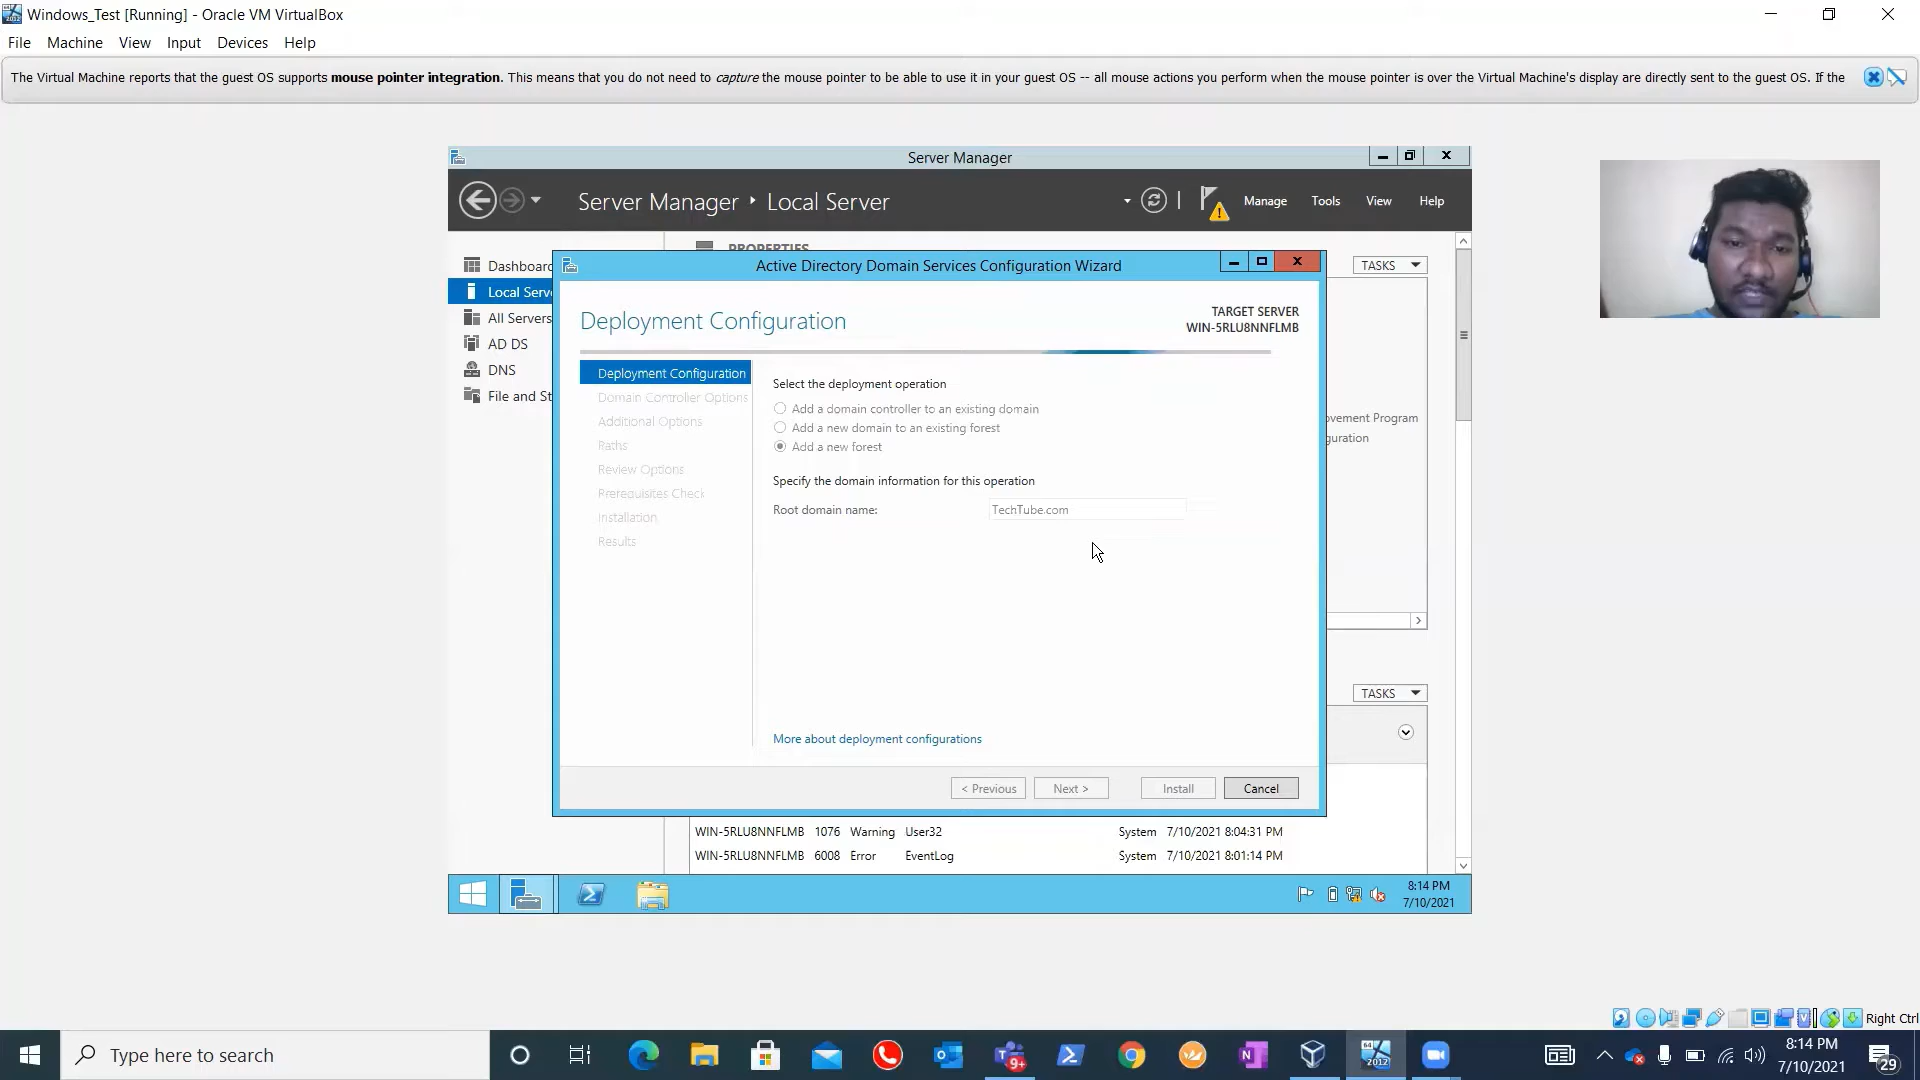 Windows_Test [Running] - Oracle VM VirtualBox
File Machine View Input Devices Help
The Virtual Machine reports that the guest OS supports mouse pointer integration. This means that you do not need to capture the mouse pointer to be able to use it in your guest OS -- all mouse actions you perform when the mouse pointer is over the Virtual Machine's display are directly sent to the guest OS. If the
Server Manager
Server Manager Local Server
Manage Tools View Help
PROPERTIES
TASKS
Dashboard
Local Serve
All Servers
AD DS
DNS
File and St
Active Directory Domain Services Configuration Wizard
Deployment Configuration
TARGET SERVER
WIN-5RLU8NNFLMB
Deployment Configuration
Domain Controller Options
Additional Options
Paths
Review Options
Prerequisites Check
Installation
Results
Select the deployment operation
Add a domain controller to an existing domain
Add a new domain to an existing forest
Add a new forest
Specify the domain information for this operation
Root domain name: TechTube.com
More about deployment configurations
< Previous Next > Install Cancel
ovement Program
guration
TASKS
WIN-5RLU8NNFLMB 1076 Warning User32 System 7/10/2021 8:04:31 PM
WIN-5RLU8NNFLMB 6008 Error EventLog System 7/10/2021 8:01:14 PM
8:14 PM
7/10/2021
Right Ctrl
Type here to search
9+
64
2012
8:14 PM
7/10/2021
29